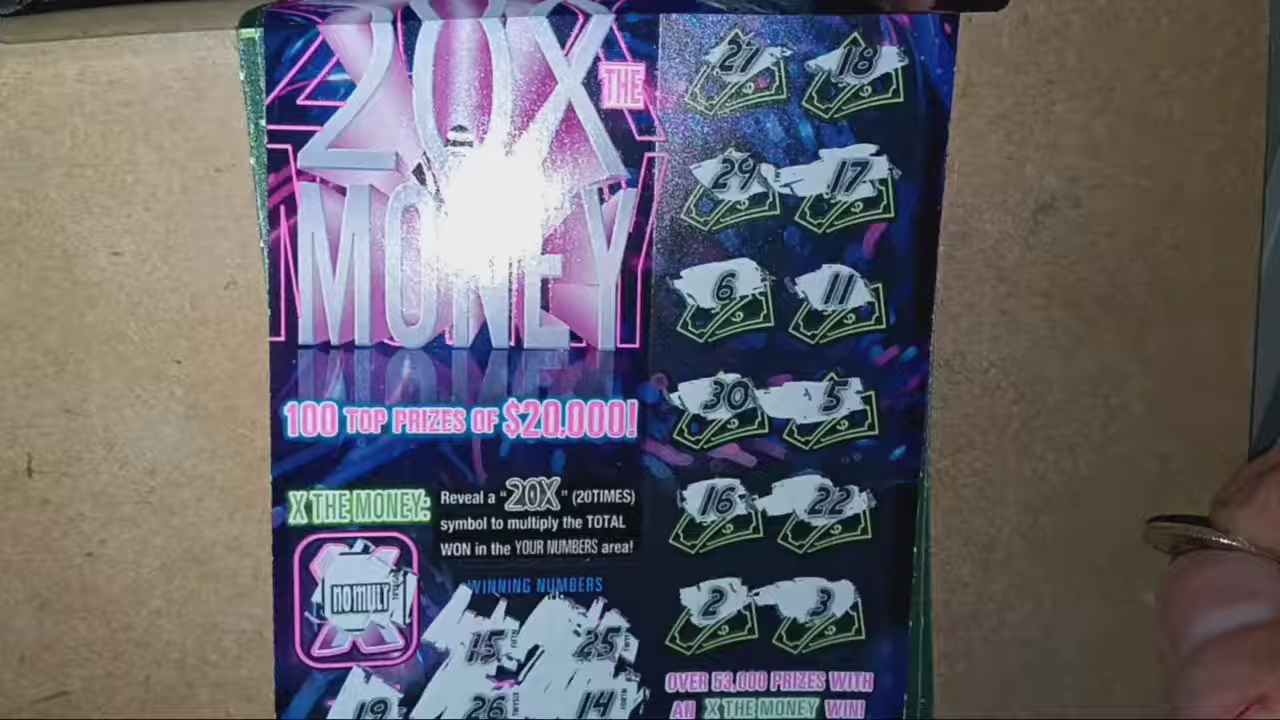 20X
THE
MONEY
100 TOP PRIZES OF $20,000!
X THE MONEY:
Reveal a "20X" (20TIMES)
symbol to multiply the TOTAL
WON in the YOUR NUMBERS area!
NOMULT
WINNING NUMBERS
15 25
19 26 14
27 18
29 17
6 11
30 5
16 22
2 3
OVER 53,000 PRIZES WITH
AN X THE MONEY WIN!